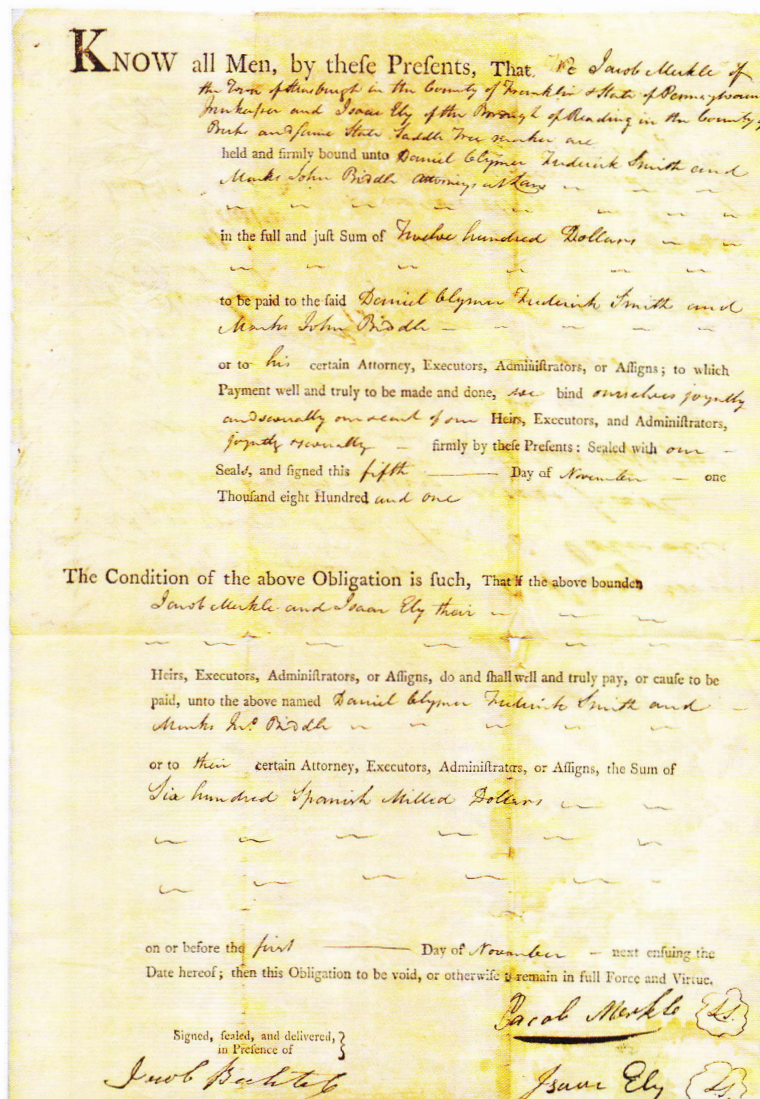 KNOW all Men, by theſe Preſents, That We Jacob Merkle of
the Town of in the County of Franklin & State of Pennsylvania
Innkeeper and Isaac Ely of the Borough of Reading in the County of
Berks and same State Saddle Tree maker are
held and firmly bound unto Daniel Clymer Frederick Smith and
Marks John Biddle attorneys at Law
in the full and juſt Sum of Twelve hundred Dollars
to be paid to the ſaid Daniel Clymer Frederick Smith and
Marks John Biddle
or to his certain Attorney, Executors, Adminiſtrators, or Aſſigns; to which
Payment well and truly to be made and done, we bind ourselves joyntly
and severally our & each of our Heirs, Executors, and Adminiſtrators,
joyntly & severally firmly by theſe Preſents: Sealed with our
Seals, and ſigned this fifth Day of November one
Thouſand eight Hundred and one
The Condition of the above Obligation is ſuch, That if the above bounden
Jacob Merkle and Isaac Ely their
Heirs, Executors, Adminiſtrators, or Aſſigns, do and ſhall well and truly pay, or cauſe to be
paid, unto the above named Daniel Clymer Frederick Smith and
Marks Jno. Biddle
or to their certain Attorney, Executors, Adminiſtrators, or Aſſigns, the Sum of
Six hundred Spanish Milled Dollars
on or before the first Day of November next enſuing the
Date hereof; then this Obligation to be void, or otherwiſe to remain in full Force and Virtue.
Jacob Merkle LS.
Signed, ſealed, and delivered,
in Preſence of
Jacob Isaac Ely LS.